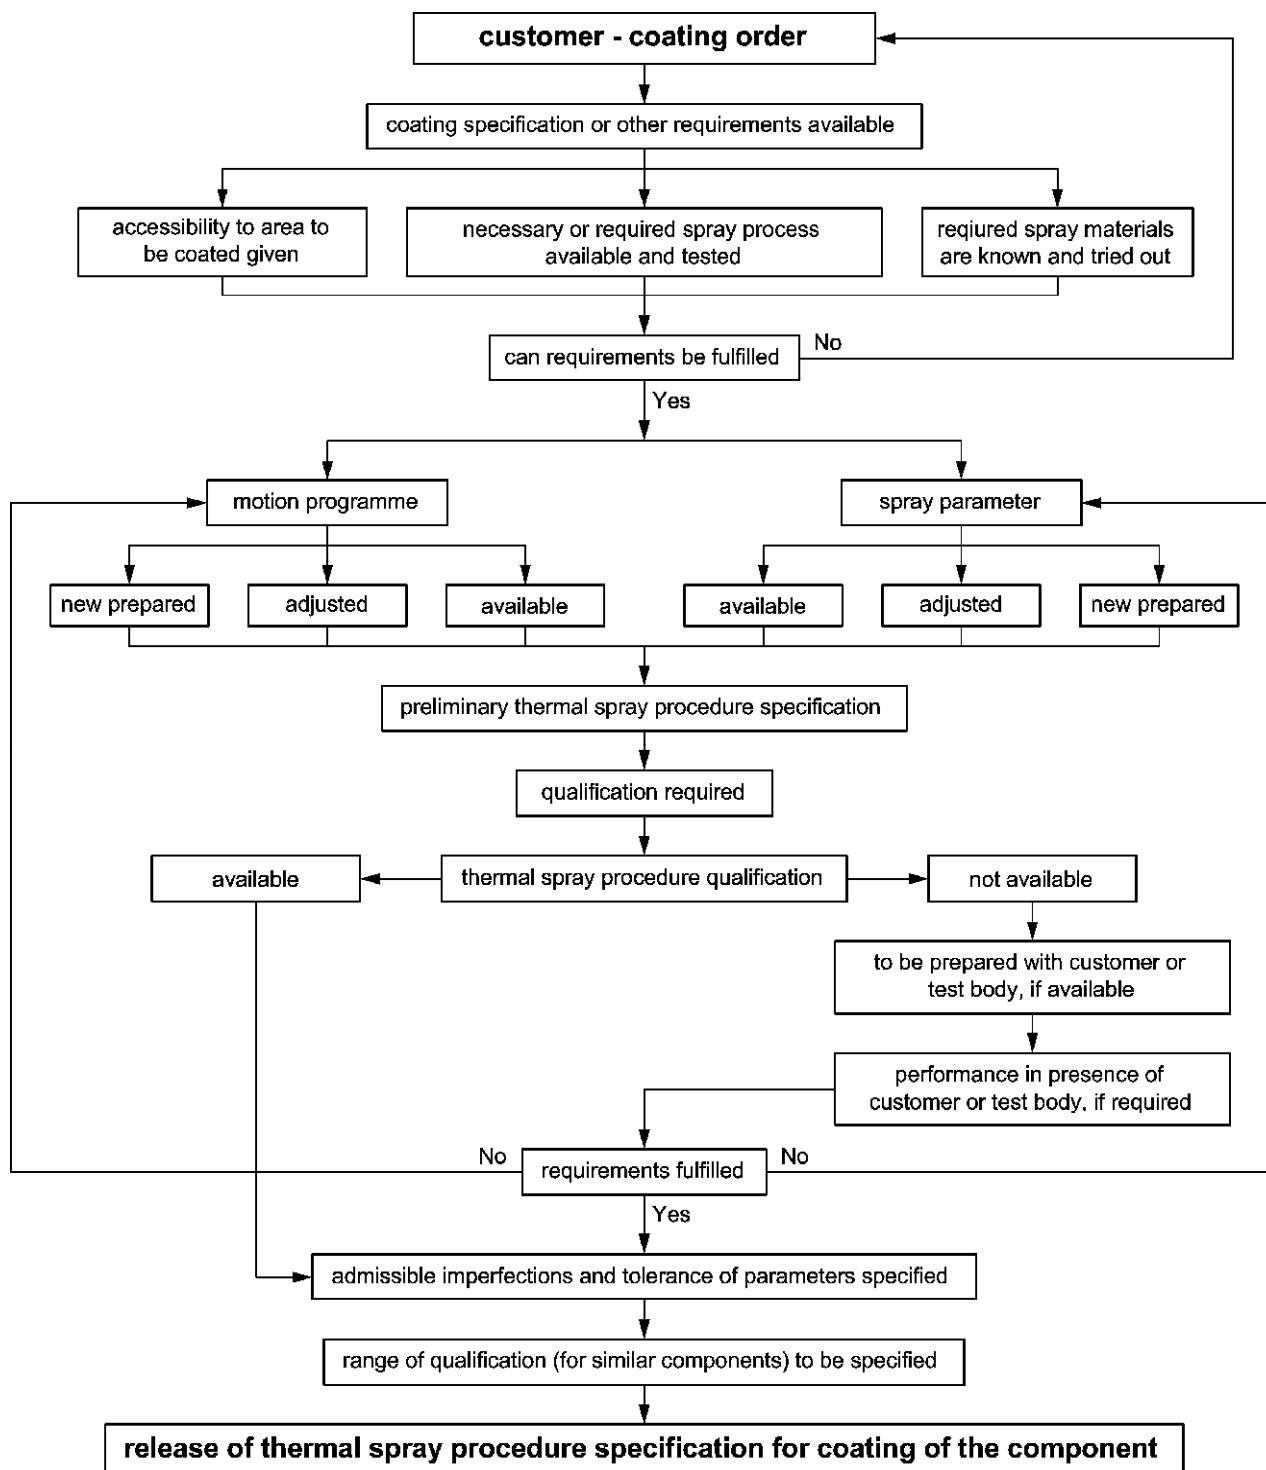 customer - coating order
coating specification or other requirements available
accessibility to area to
be coated given
necessary or required spray process
available and tested
reqiured spray materials
are known and tried out
can requirements be fulfilled
No
Yes
motion programme
spray parameter
new prepared
adjusted
available
available
adjusted
new prepared
preliminary thermal spray procedure specification
qualification required
available
thermal spray procedure qualification
not available
to be prepared with customer or
test body, if available
performance in presence of
customer or test body, if required
No
requirements fulfilled
No
Yes
admissible imperfections and tolerance of parameters specified
range of qualification (for similar components) to be specified
release of thermal spray procedure specification for coating of the component